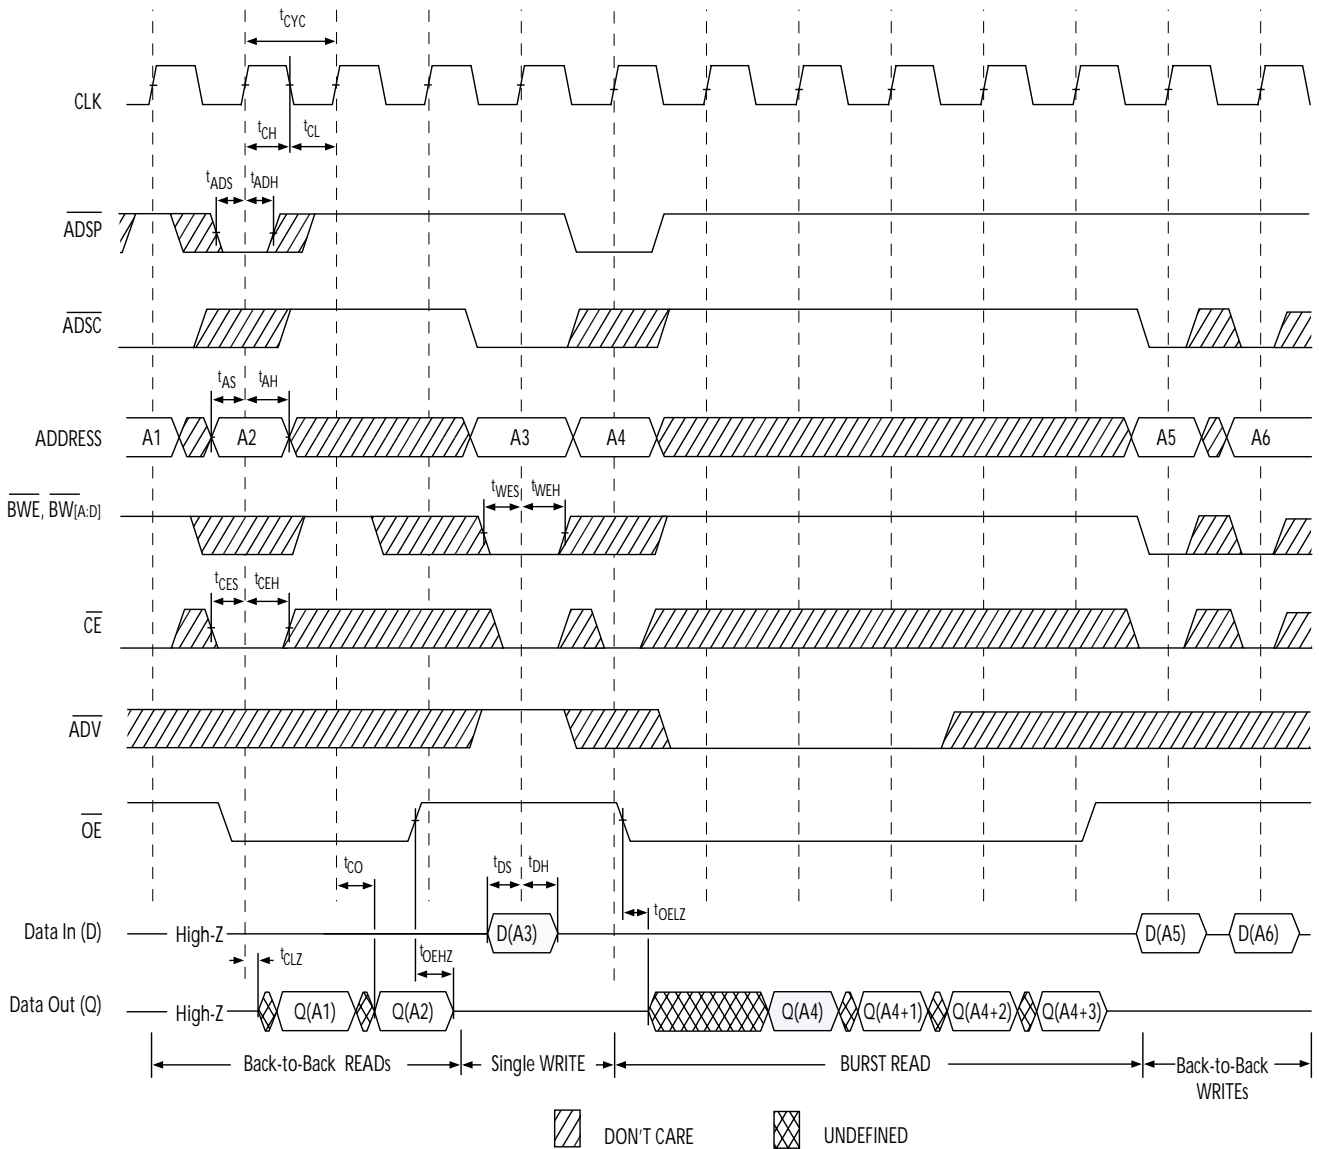 tCYC
CLK
tCH tCL
tADS tADH
ADSP
ADSC
tAS tAH
ADDRESS A1 A2 A3 A4 A5 A6
tWES tWEH
BWE, BW[A:D]
tCES tCEH
CE
ADV
OE
tCO tDS tDH
tOELZ
Data In (D) High-Z D(A3) D(A5) D(A6)
tCLZ tOEHZ
Data Out (Q) High-Z Q(A1) Q(A2) Q(A4) Q(A4+1) Q(A4+2) Q(A4+3)
Back-to-Back READs Single WRITE BURST READ Back-to-Back
WRITEs
DON'T CARE UNDEFINED